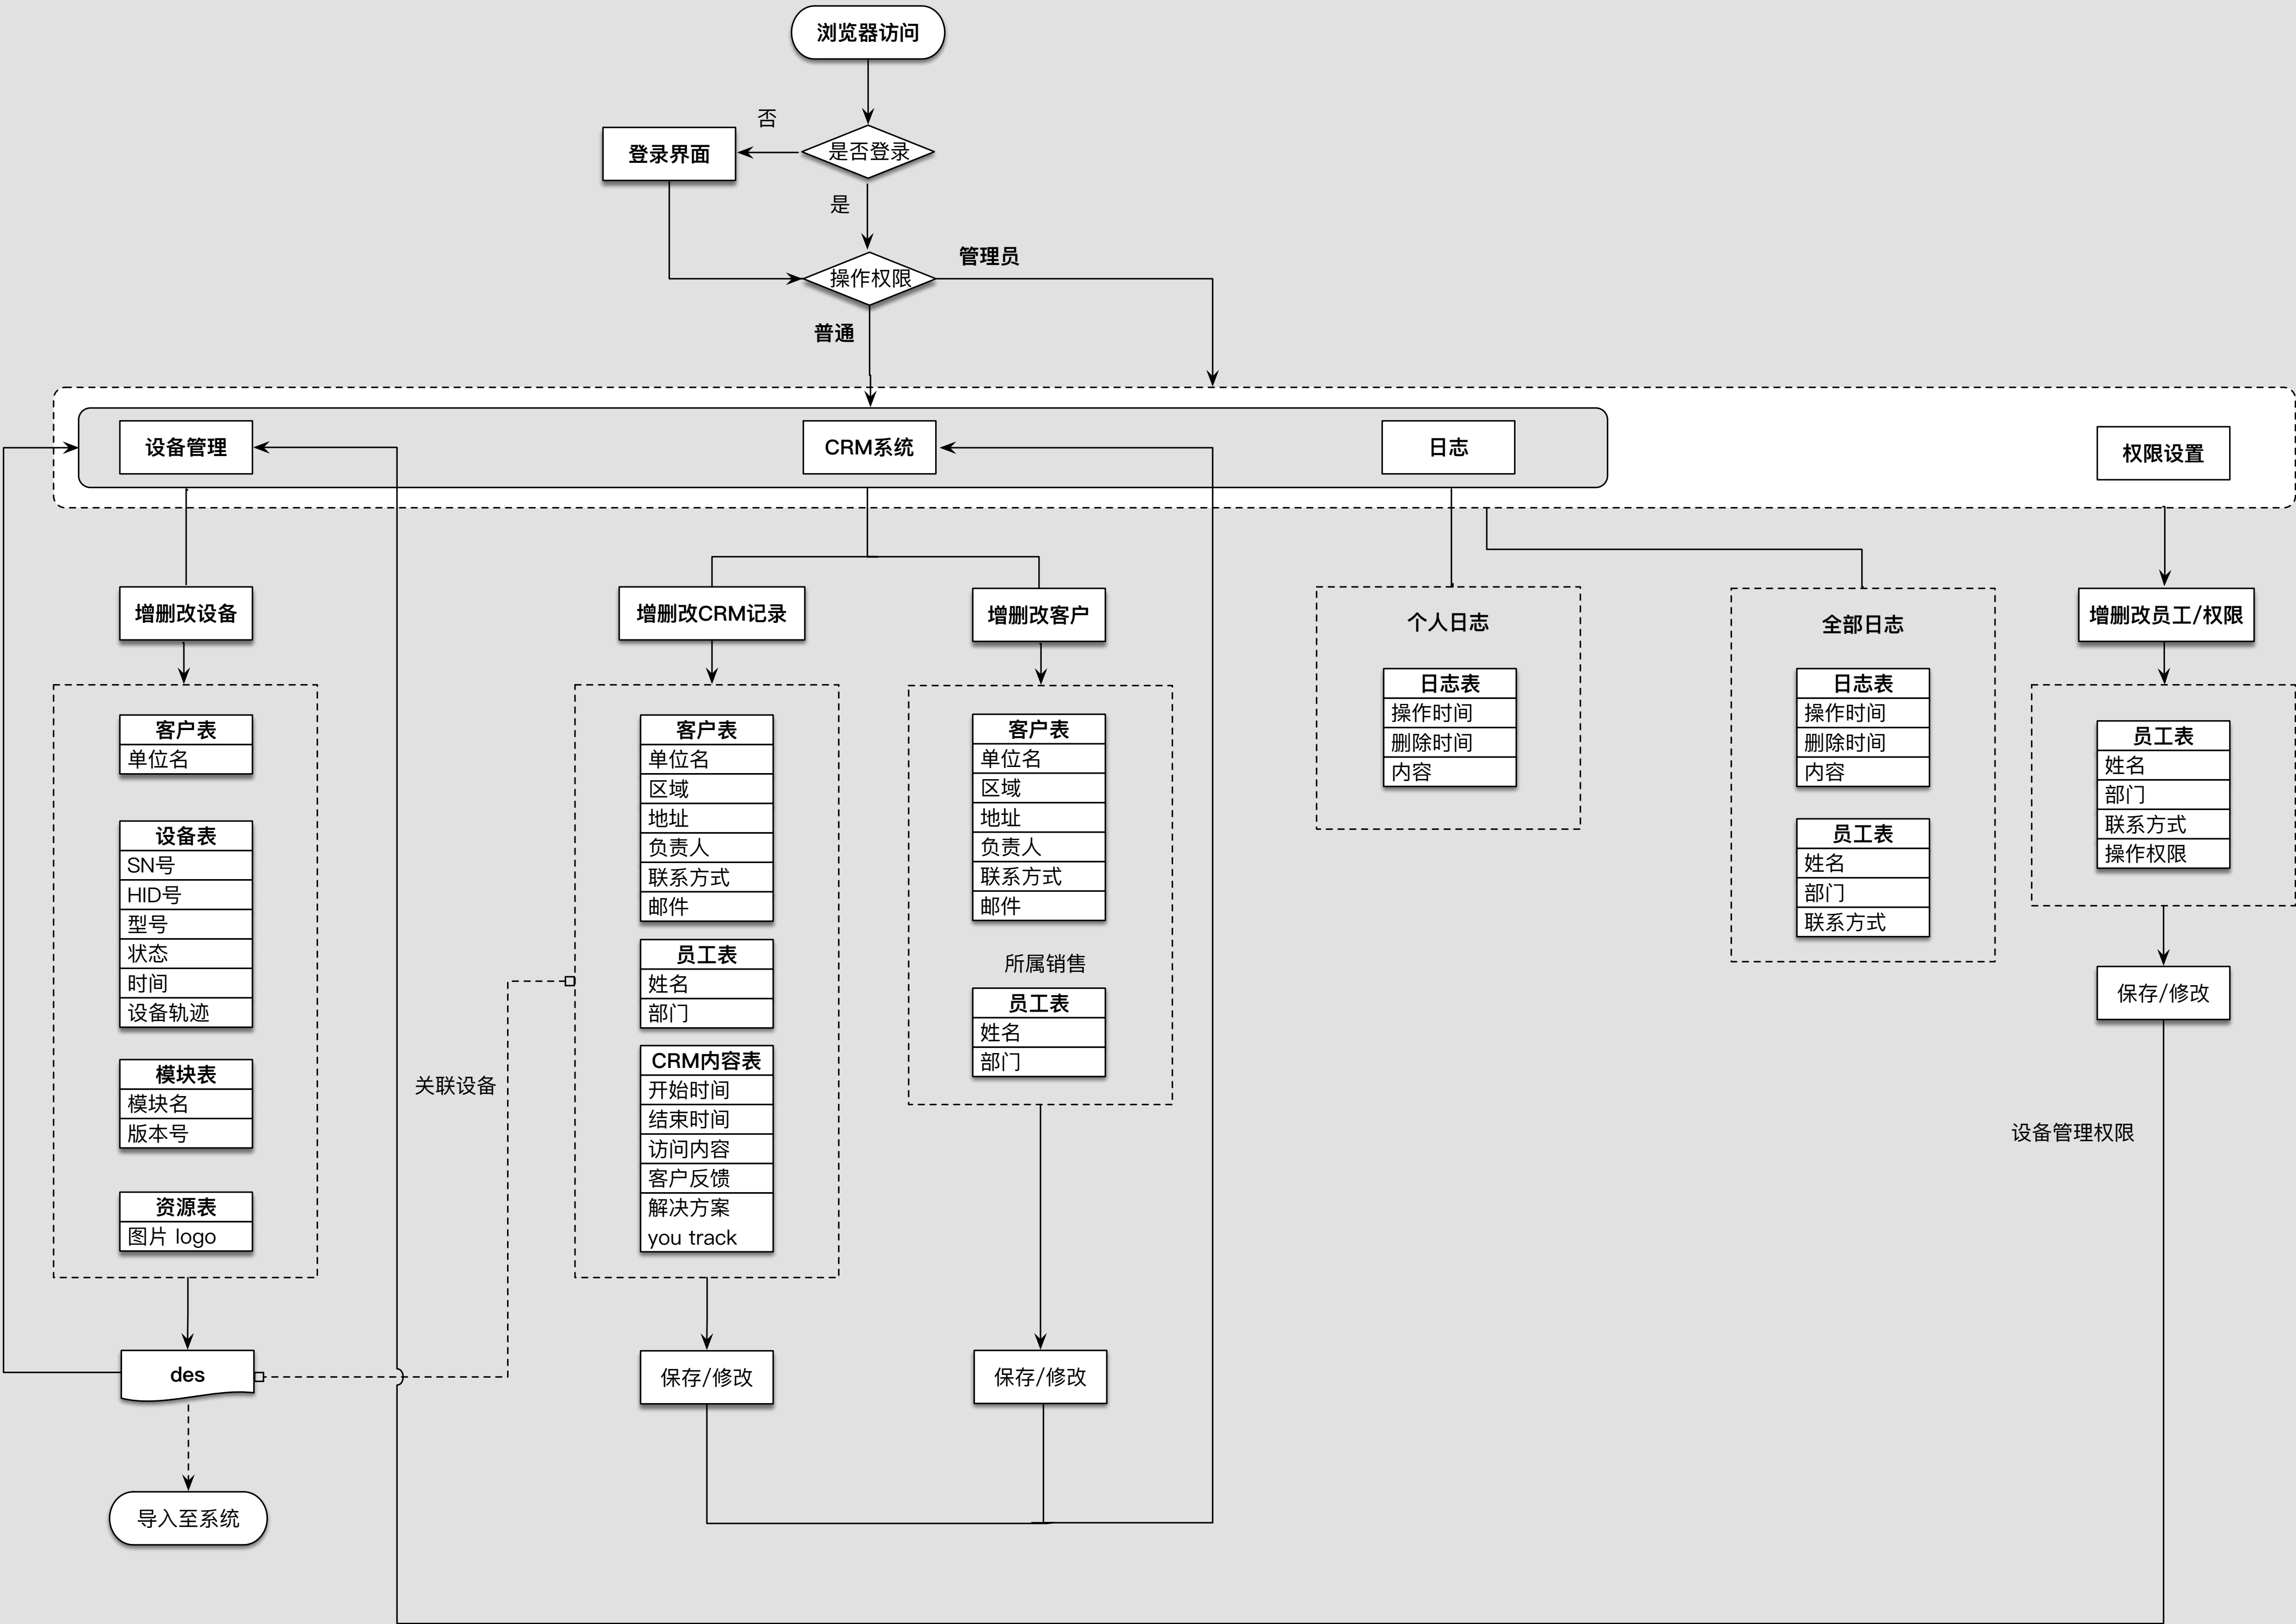 浏览器访问
否
是否登录
登录界面
是
管理员
操作权限
普通
设备管理
CRM系统
日志
权限设置
增删改设备
增删改CRM记录
增删改客户
个人日志
全部日志
增删改员工/权限
客户表
单位名
设备表
SN号
HID号
型号
状态
时间
设备轨迹
模块表
模块名
版本号
资源表
图片 logo
des
导入至系统
关联设备
客户表
单位名
区域
地址
负责人
联系方式
邮件
员工表
姓名
部门
CRM内容表
开始时间
结束时间
访问内容
客户反馈
解决方案
you track
保存/修改
客户表
单位名
区域
地址
负责人
联系方式
邮件
所属销售
员工表
姓名
部门
保存/修改
日志表
操作时间
删除时间
内容
日志表
操作时间
删除时间
内容
员工表
姓名
部门
联系方式
员工表
姓名
部门
联系方式
操作权限
保存/修改
设备管理权限